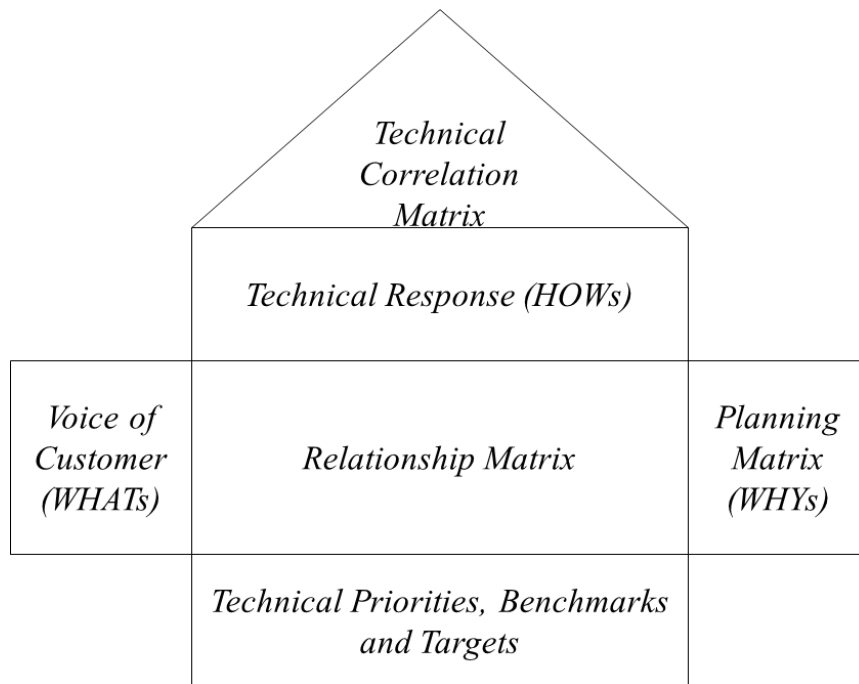 Technical
Correlation
Matrix
Technical Response (HOWs)
Voice of
Customer
(WHATs)
Relationship Matrix
Planning
Matrix
(WHYs)
Technical Priorities, Benchmarks
and Targets